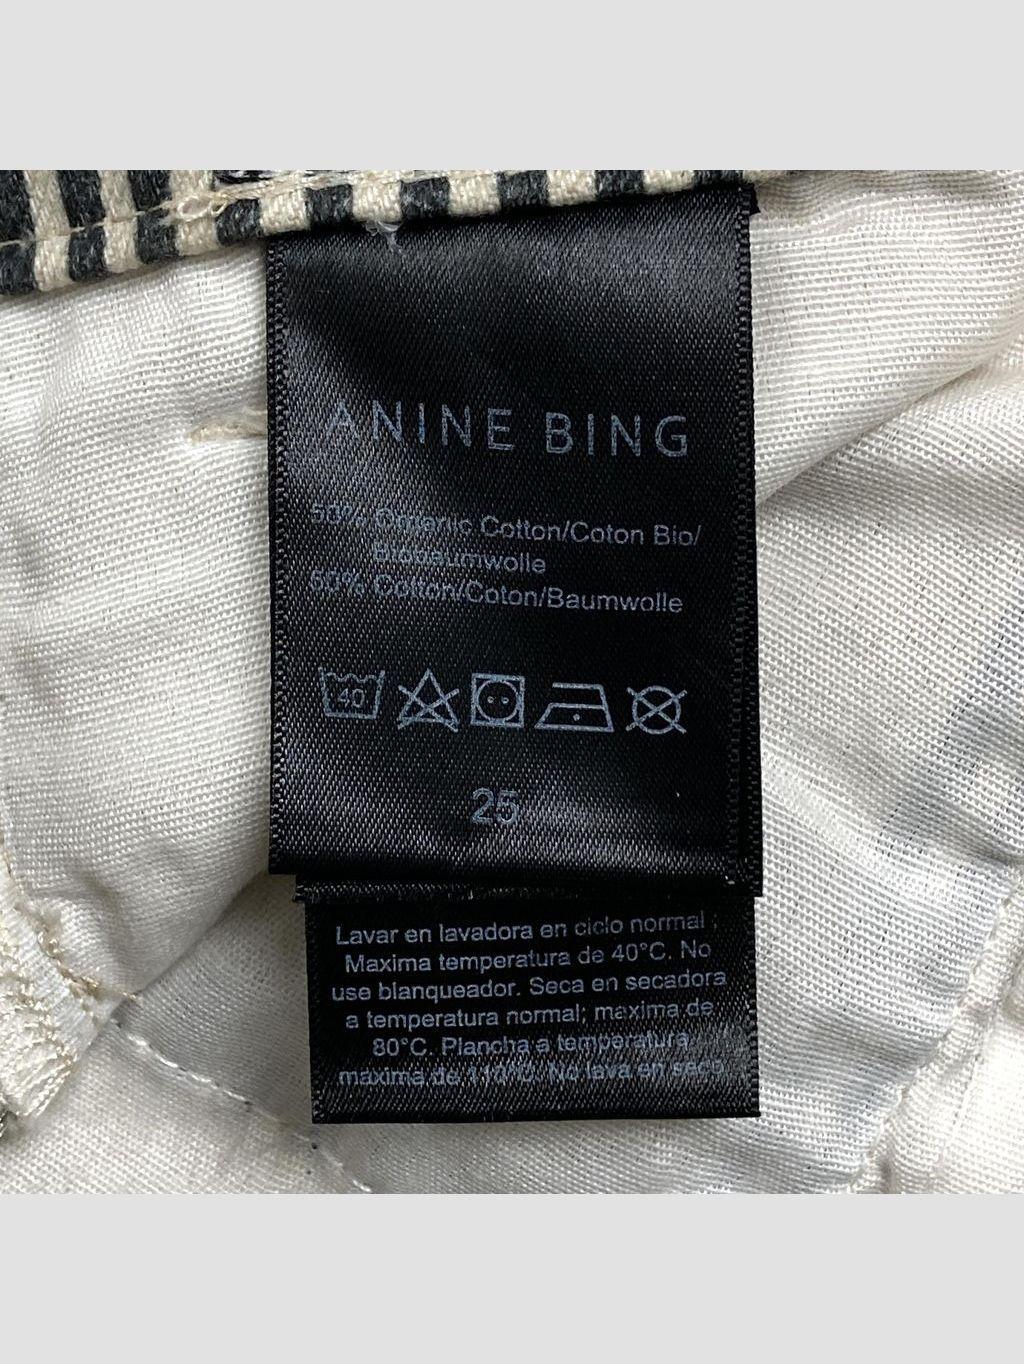 ANINE BING
50% Organic Cotton/Coton Bio/
Biobaumwolle
50% Cotton/Coton/Baumwolle
40
25
Lavar en lavadora en ciclo normal ;
Maxima temperatura de 40°C. No
use blanqueador. Seca en secadora
a temperatura normal; maxima de
80°C. Plancha a temperatura
maxima de 110°C. No lava en seco.